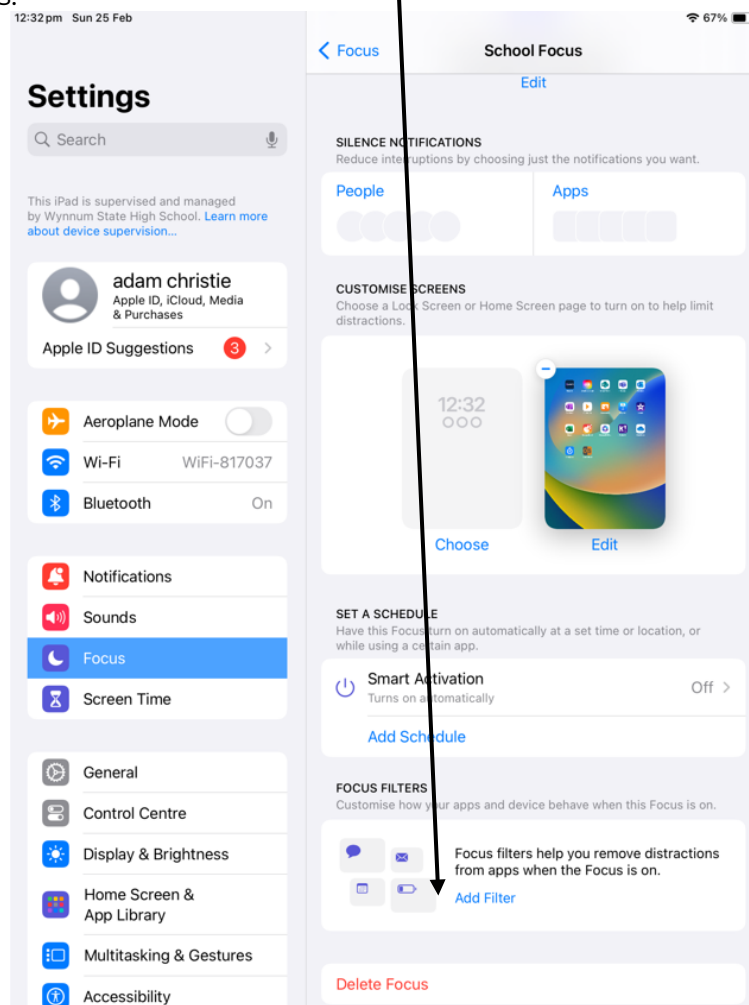 s.
12:32 pm Sun 25 Feb
67%
Settings
Search
This iPad is supervised and managed
by Wynnum State High School. Learn more
about device supervision...
adam christie
Apple ID, iCloud, Media
& Purchases
Apple ID Suggestions 3
Aeroplane Mode
Wi-Fi WiFi-817037
Bluetooth On
Notifications
Sounds
Focus
Screen Time
General
Control Centre
Display & Brightness
Home Screen &
App Library
Multitasking & Gestures
Accessibility
Focus School Focus
Edit
SILENCE NOTIFICATIONS
Reduce interruptions by choosing just the notifications you want.
People Apps
CUSTOMISE SCREENS
Choose a Lock Screen or Home Screen page to turn on to help limit
distractions.
12:32
Choose Edit
SET A SCHEDULE
Have this Focus turn on automatically at a set time or location, or
while using a certain app.
Smart Activation Off
Turns on automatically
Add Schedule
FOCUS FILTERS
Customise how your apps and device behave when this Focus is on.
Focus filters help you remove distractions
from apps when the Focus is on.
Add Filter
Delete Focus